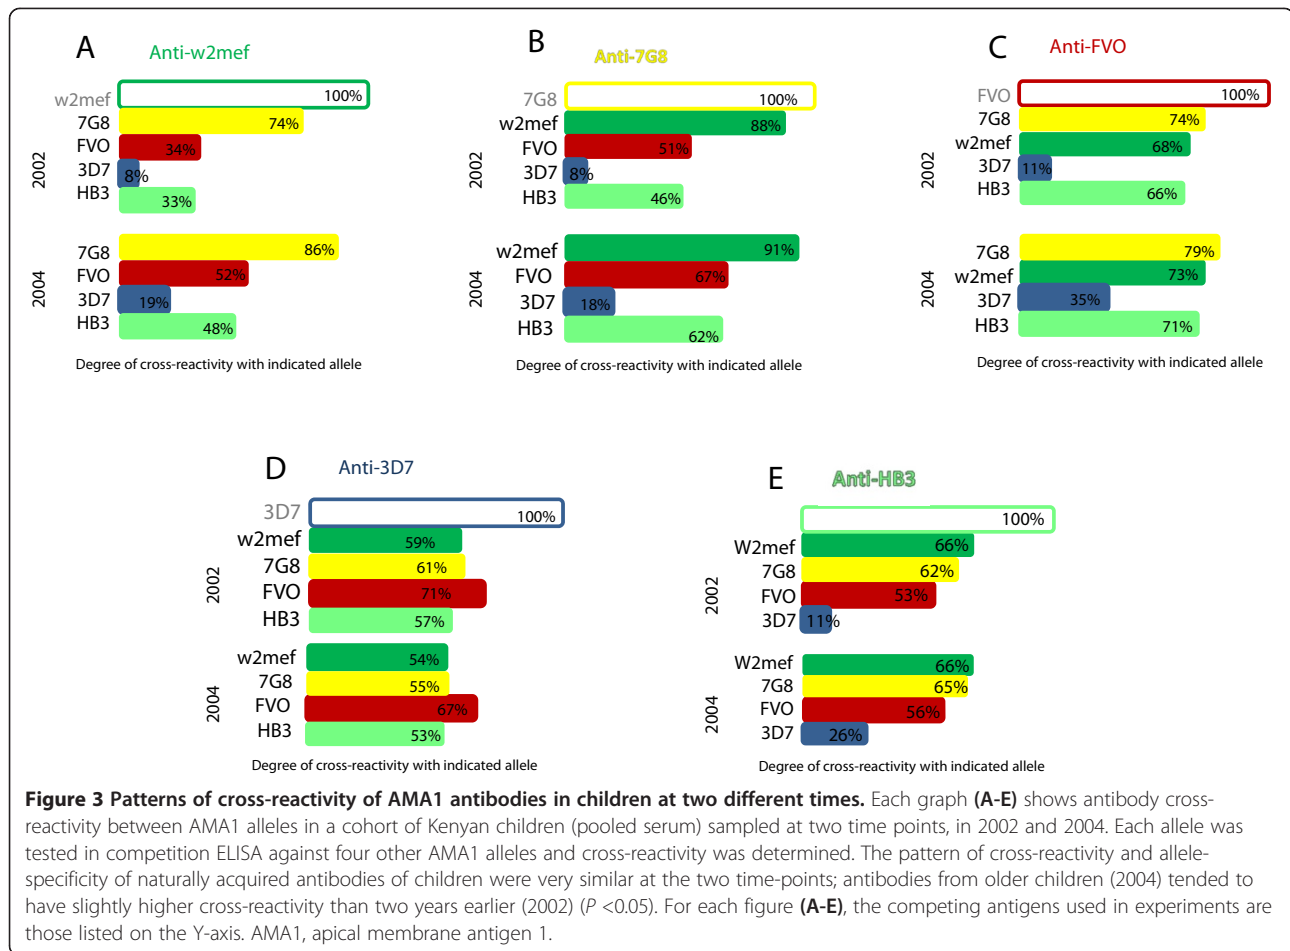 A
Anti-w2mef
2002
w2mef 100%
7G8 74%
FVO 34%
3D7 8%
HB3 33%
2004
7G8 86%
FVO 52%
3D7 19%
HB3 48%
Degree of cross-reactivity with indicated allele
B
Anti-7G8
7G8 100%
w2mef 88%
FVO 51%
3D7 8%
HB3 46%
w2mef 91%
FVO 67%
3D7 18%
HB3 62%
2002
2004
Degree of cross-reactivity with indicated allele
C
Anti-FVO
2002
FVO 100%
7G8 74%
w2mef 68%
3D7 11%
HB3 66%
2004
7G8 79%
w2mef 73%
3D7 35%
HB3 71%
Degree of cross-reactivity with indicated allele
D
Anti-3D7
2002
3D7 100%
w2mef 59%
7G8 61%
FVO 71%
HB3 57%
2004
w2mef 54%
7G8 55%
FVO 67%
HB3 53%
Degree of cross-reactivity with indicated allele
E
Anti-HB3
2002
100%
W2mef 66%
7G8 62%
FVO 53%
3D7 11%
2004
W2mef 66%
7G8 65%
FVO 56%
3D7 26%
Degree of cross-reactivity with indicated allele
Figure 3 Patterns of cross-reactivity of AMA1 antibodies in children at two different times. Each graph (A-E) shows antibody cross-
reactivity between AMA1 alleles in a cohort of Kenyan children (pooled serum) sampled at two time points, in 2002 and 2004. Each allele was
tested in competition ELISA against four other AMA1 alleles and cross-reactivity was determined. The pattern of cross-reactivity and allele-
specificity of naturally acquired antibodies of children were very similar at the two time-points; antibodies from older children (2004) tended to
have slightly higher cross-reactivity than two years earlier (2002) (P <0.05). For each figure (A-E), the competing antigens used in experiments are
those listed on the Y-axis. AMA1, apical membrane antigen 1.